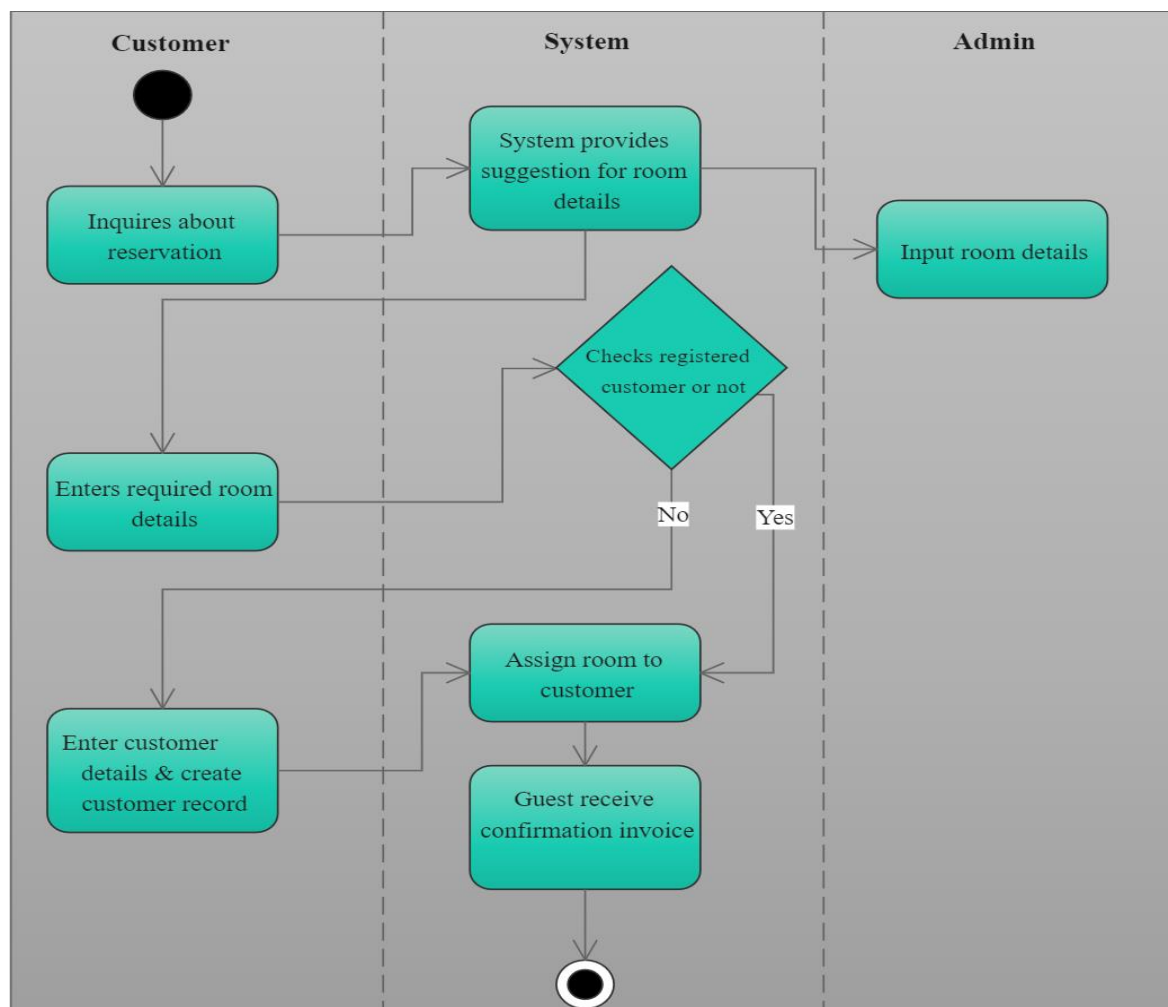 Customer
System
Admin
System provides
suggestion for room
details
Inquires about
reservation
Input room details
Checks registered
customer or not
Enters required room
details
No
Yes
Assign room to
customer
Enter customer
details & create
customer record
Guest receive
confirmation invoice